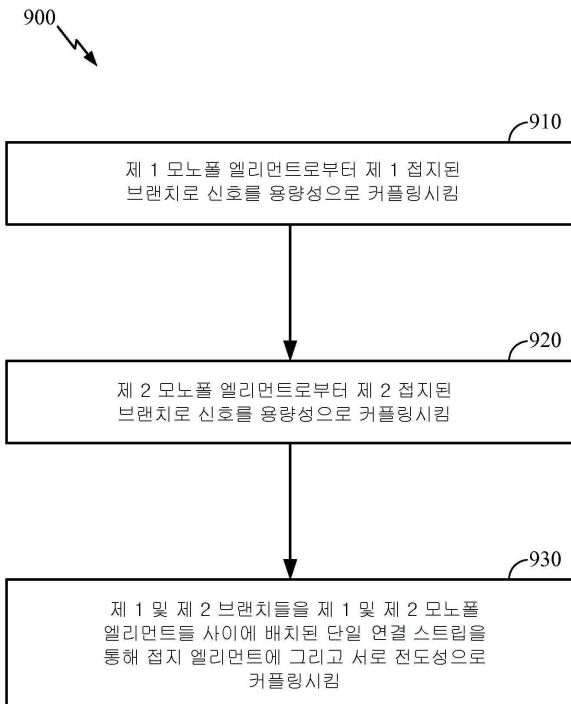 900
910
제 1 모노폴 엘리먼트로부터 제 1 접지된
브랜치로 신호를 용량성으로 커플링시킴
920
제 2 모노폴 엘리먼트로부터 제 2 접지된
브랜치로 신호를 용량성으로 커플링시킴
930
제 1 및 제 2 브랜치들을 제 1 및 제 2 모노폴
엘리먼트들 사이에 배치된 단일 연결 스트립을
통해 접지 엘리먼트에 그리고 서로 전도성으로
커플링시킴